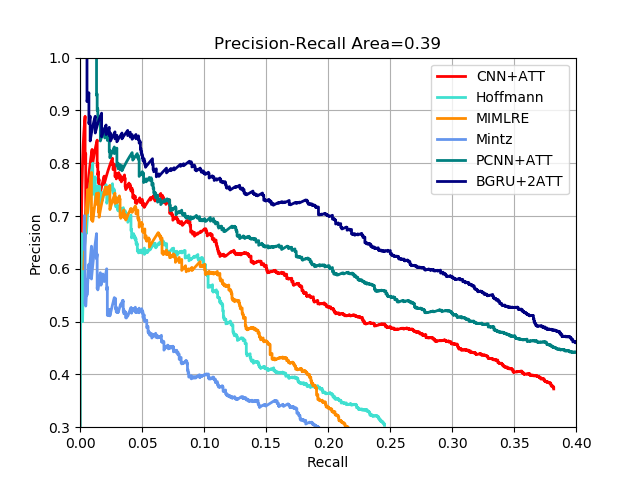 Precision-Recall Area=0.39
1.0
0.9
0.8
0.7
0.6
0.5
0.4
0.3
Precision
CNN+ATT
Hoffmann
MIMLRE
Mintz
PCNN+ATT
BGRU+2ATT
0.00 0.05 0.10 0.15 0.20 0.25 0.30 0.35 0.40
Recall